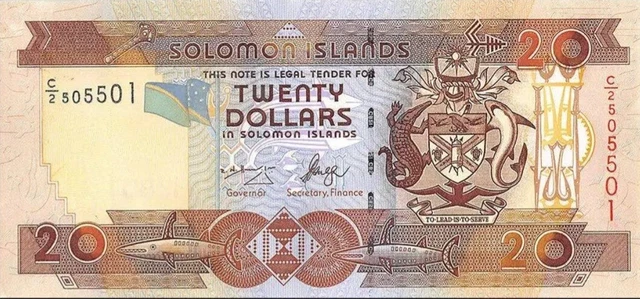 SOLOMON ISLANDS
20
THIS NOTE IS LEGAL TENDER FOR
C/2 505501
TWENTY
DOLLARS
IN SOLOMON ISLANDS
C/2 505501
Governor Secretary, Finance
TO LEAD IS TO SERVE
20
20